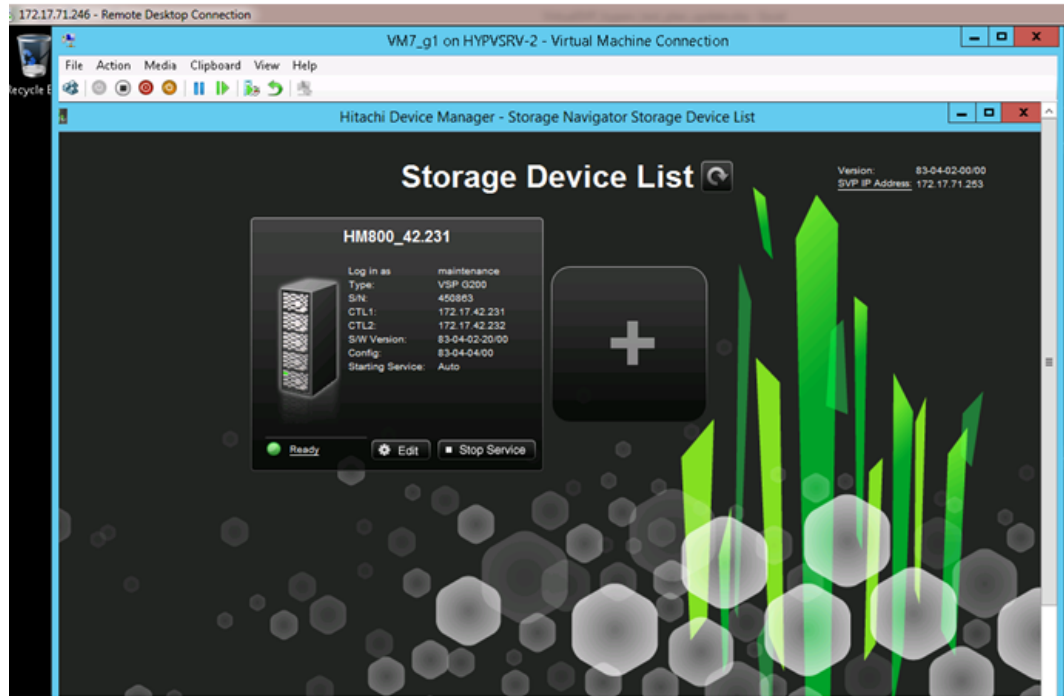 172.17.71.246 - Remote Desktop Connection
VM7_g1 on HYPVSRV-2 - Virtual Machine Connection
File Action Media Clipboard View Help
Hitachi Device Manager - Storage Navigator Storage Device List
Storage Device List
Version: 83-04-02-00/00
SVP IP Address: 172.17.71.253
HM800_42.231
Log in as maintenance
Type: VSP G200
S/N: 450863
CTL1: 172.17.42.231
CTL2: 172.17.42.232
S/W Version: 83-04-02-20/00
Config: 83-04-04/00
Starting Service: Auto
Ready Edit Stop Service